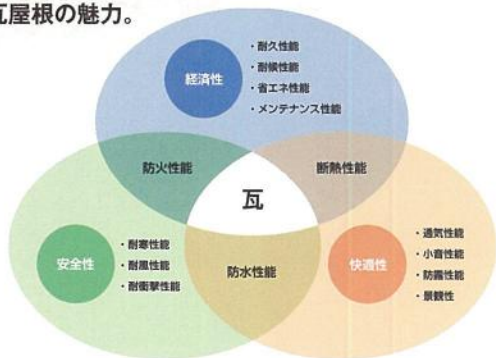 瓦屋根の魅力。
経済性
・耐久性能
・耐候性能
・省エネ性能
・メンテナンス性能
防火性能
断熱性能
瓦
安全性
・耐寒性能
・耐風性能
・耐衝撃性能
防水性能
快適性
・通気性能
・小音性能
・防露性能
・景観性